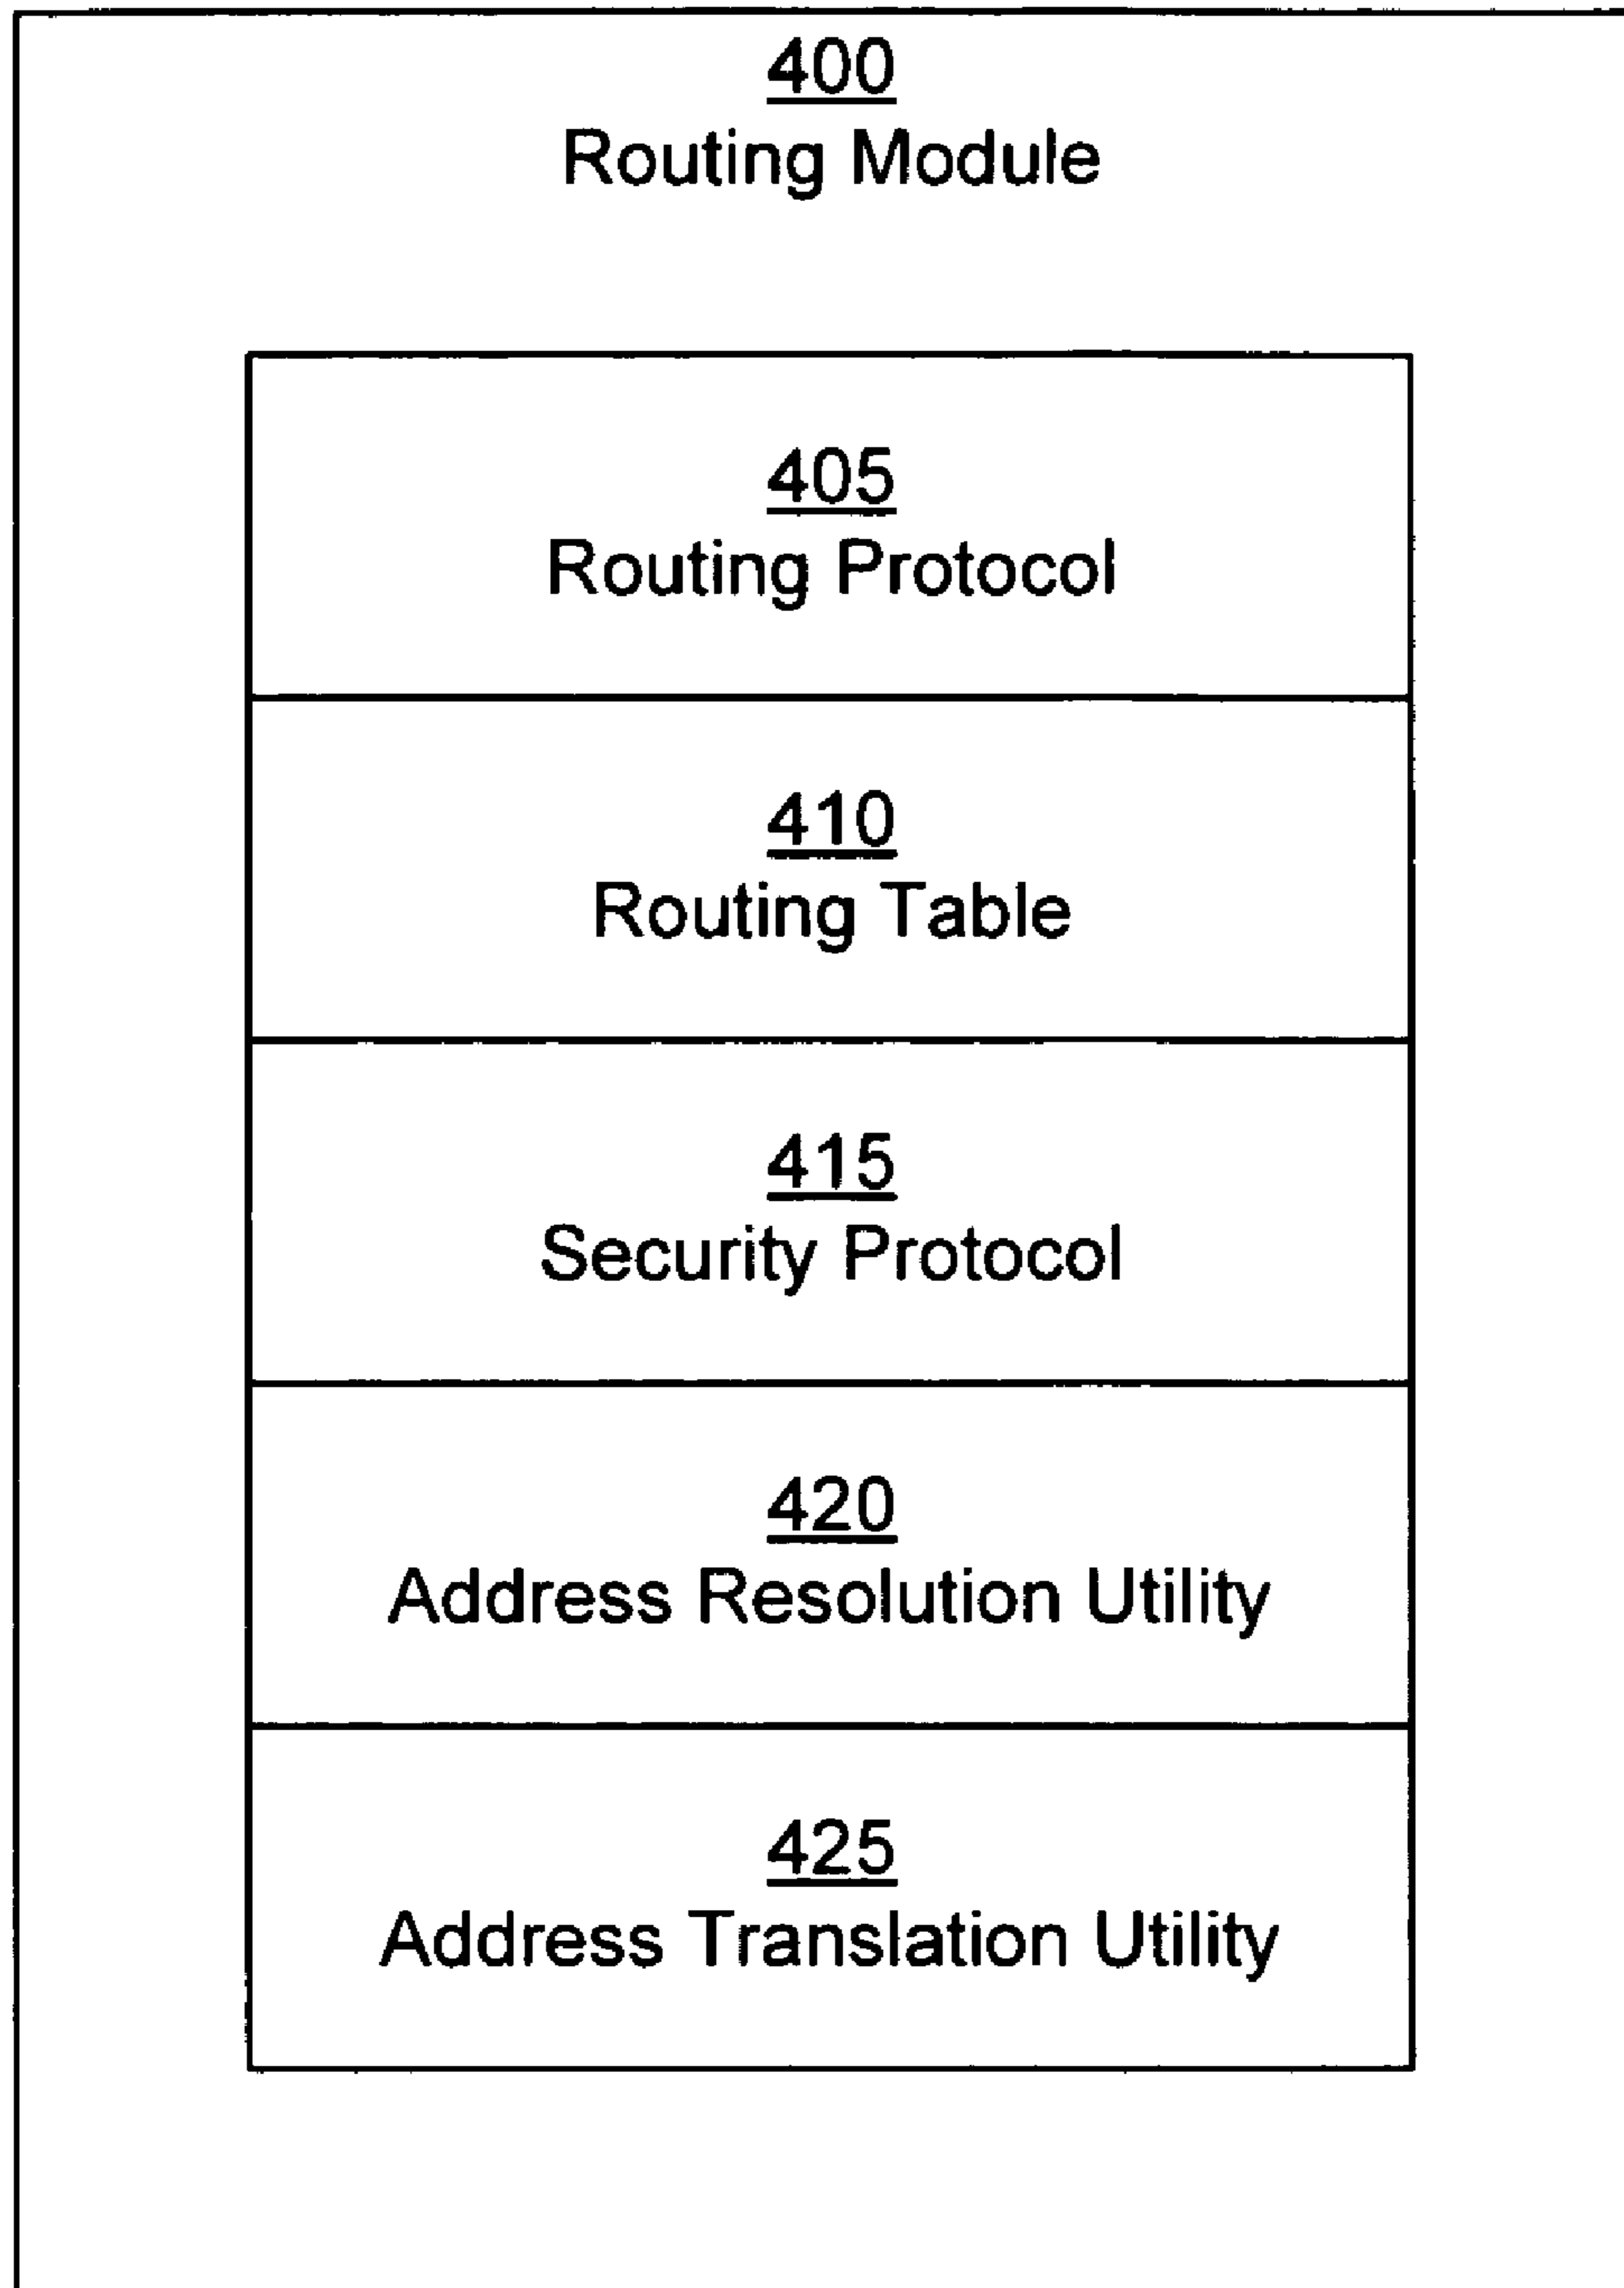 400
Routing Module
405
Routing Protocol
410
Routing Table
415
Security Protocol
420
Address Resolution Utility
425
Address Translation Utility